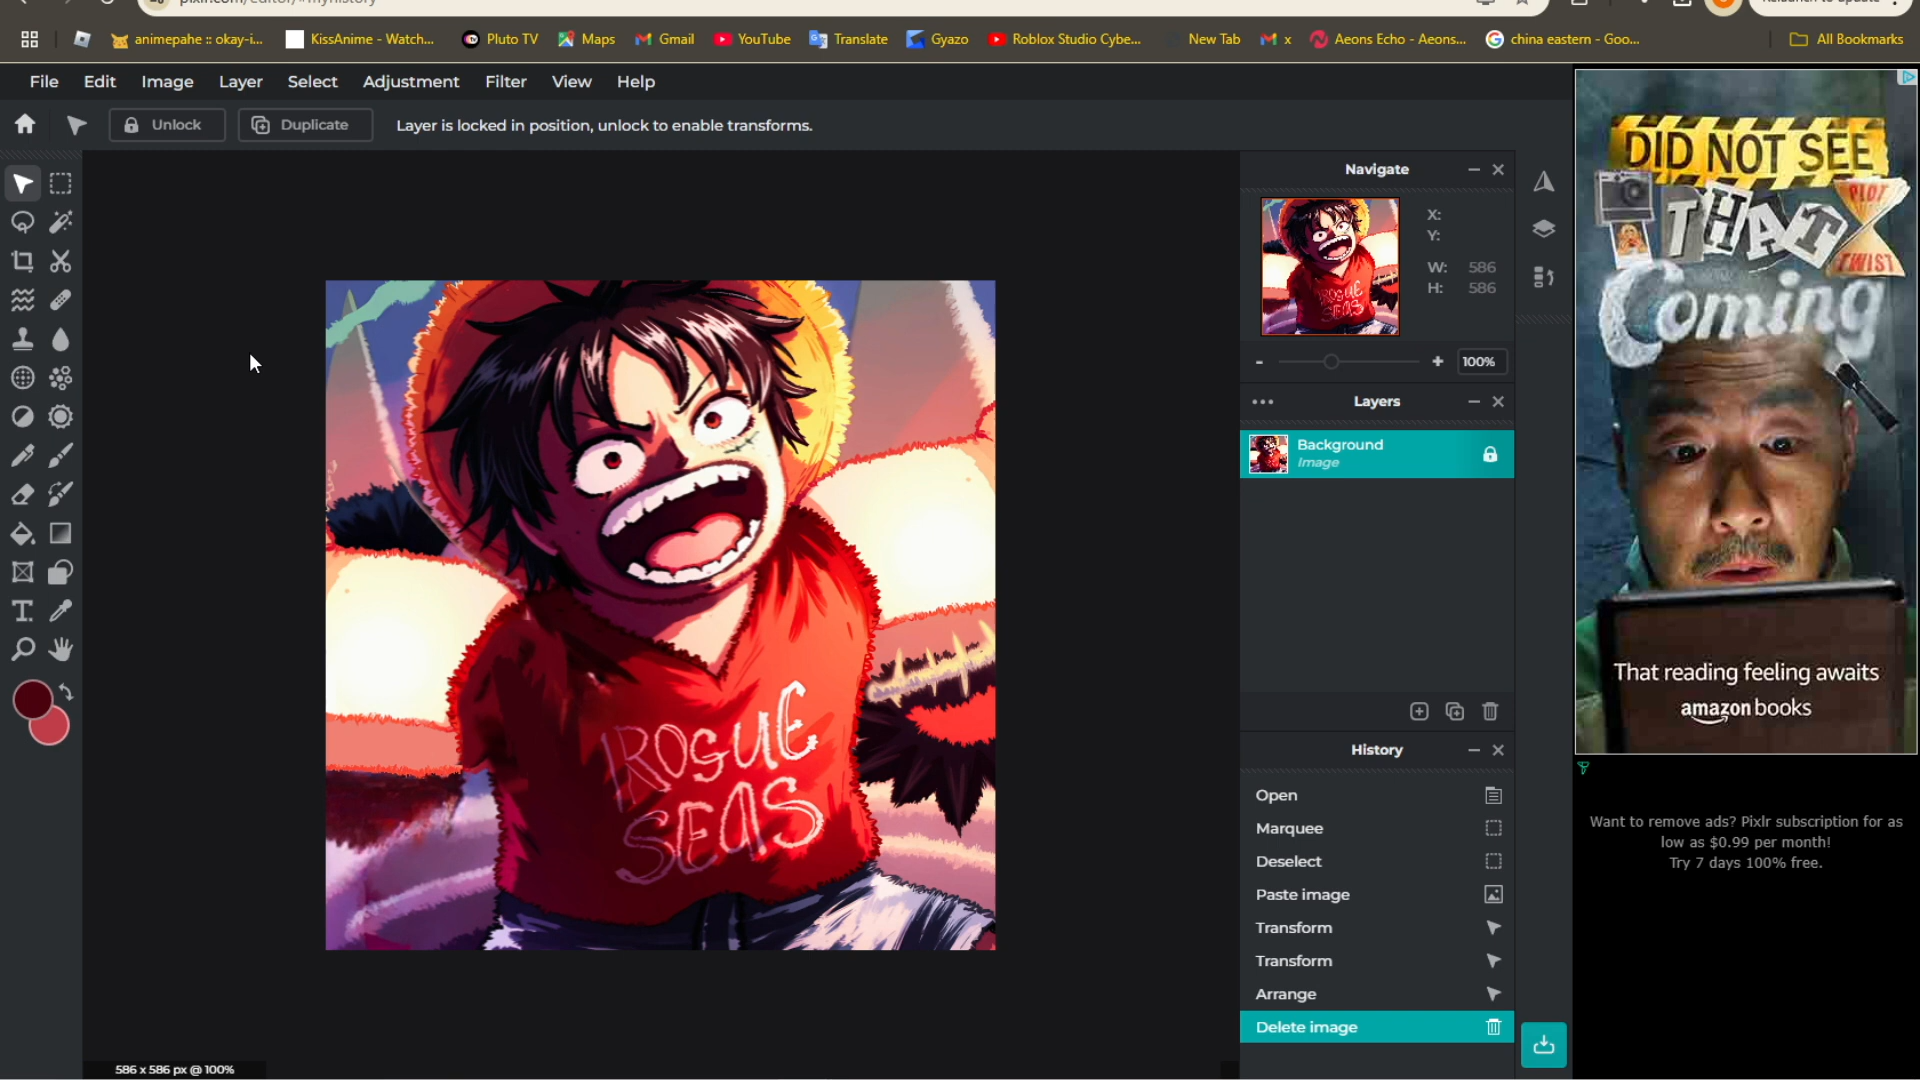 animepahe :: okay-i...
KissAnime - Watch...
Pluto TV
Maps
Gmail
YouTube
Translate
Gyazo
Roblox Studio Cybe...
New Tab
x
Aeons Echo - Aeons...
china eastern - Goo...
All Bookmarks
File Edit Image Layer Select Adjustment Filter View Help
Unlock
Duplicate
Layer is locked in position, unlock to enable transforms.
Navigate
X:
Y:
W: 586
H: 586
- + 100%
Layers
Background
Image
History
Open
Marquee
Deselect
Paste image
Transform
Transform
Arrange
Delete image
ROGUE
SEAS
586 x 586 px @ 100%
DID NOT SEE
THAT
PLOT
TWIST
Coming
That reading feeling awaits
amazon books
Want to remove ads? Pixlr subscription for as
low as $0.99 per month!
Try 7 days 100% free.